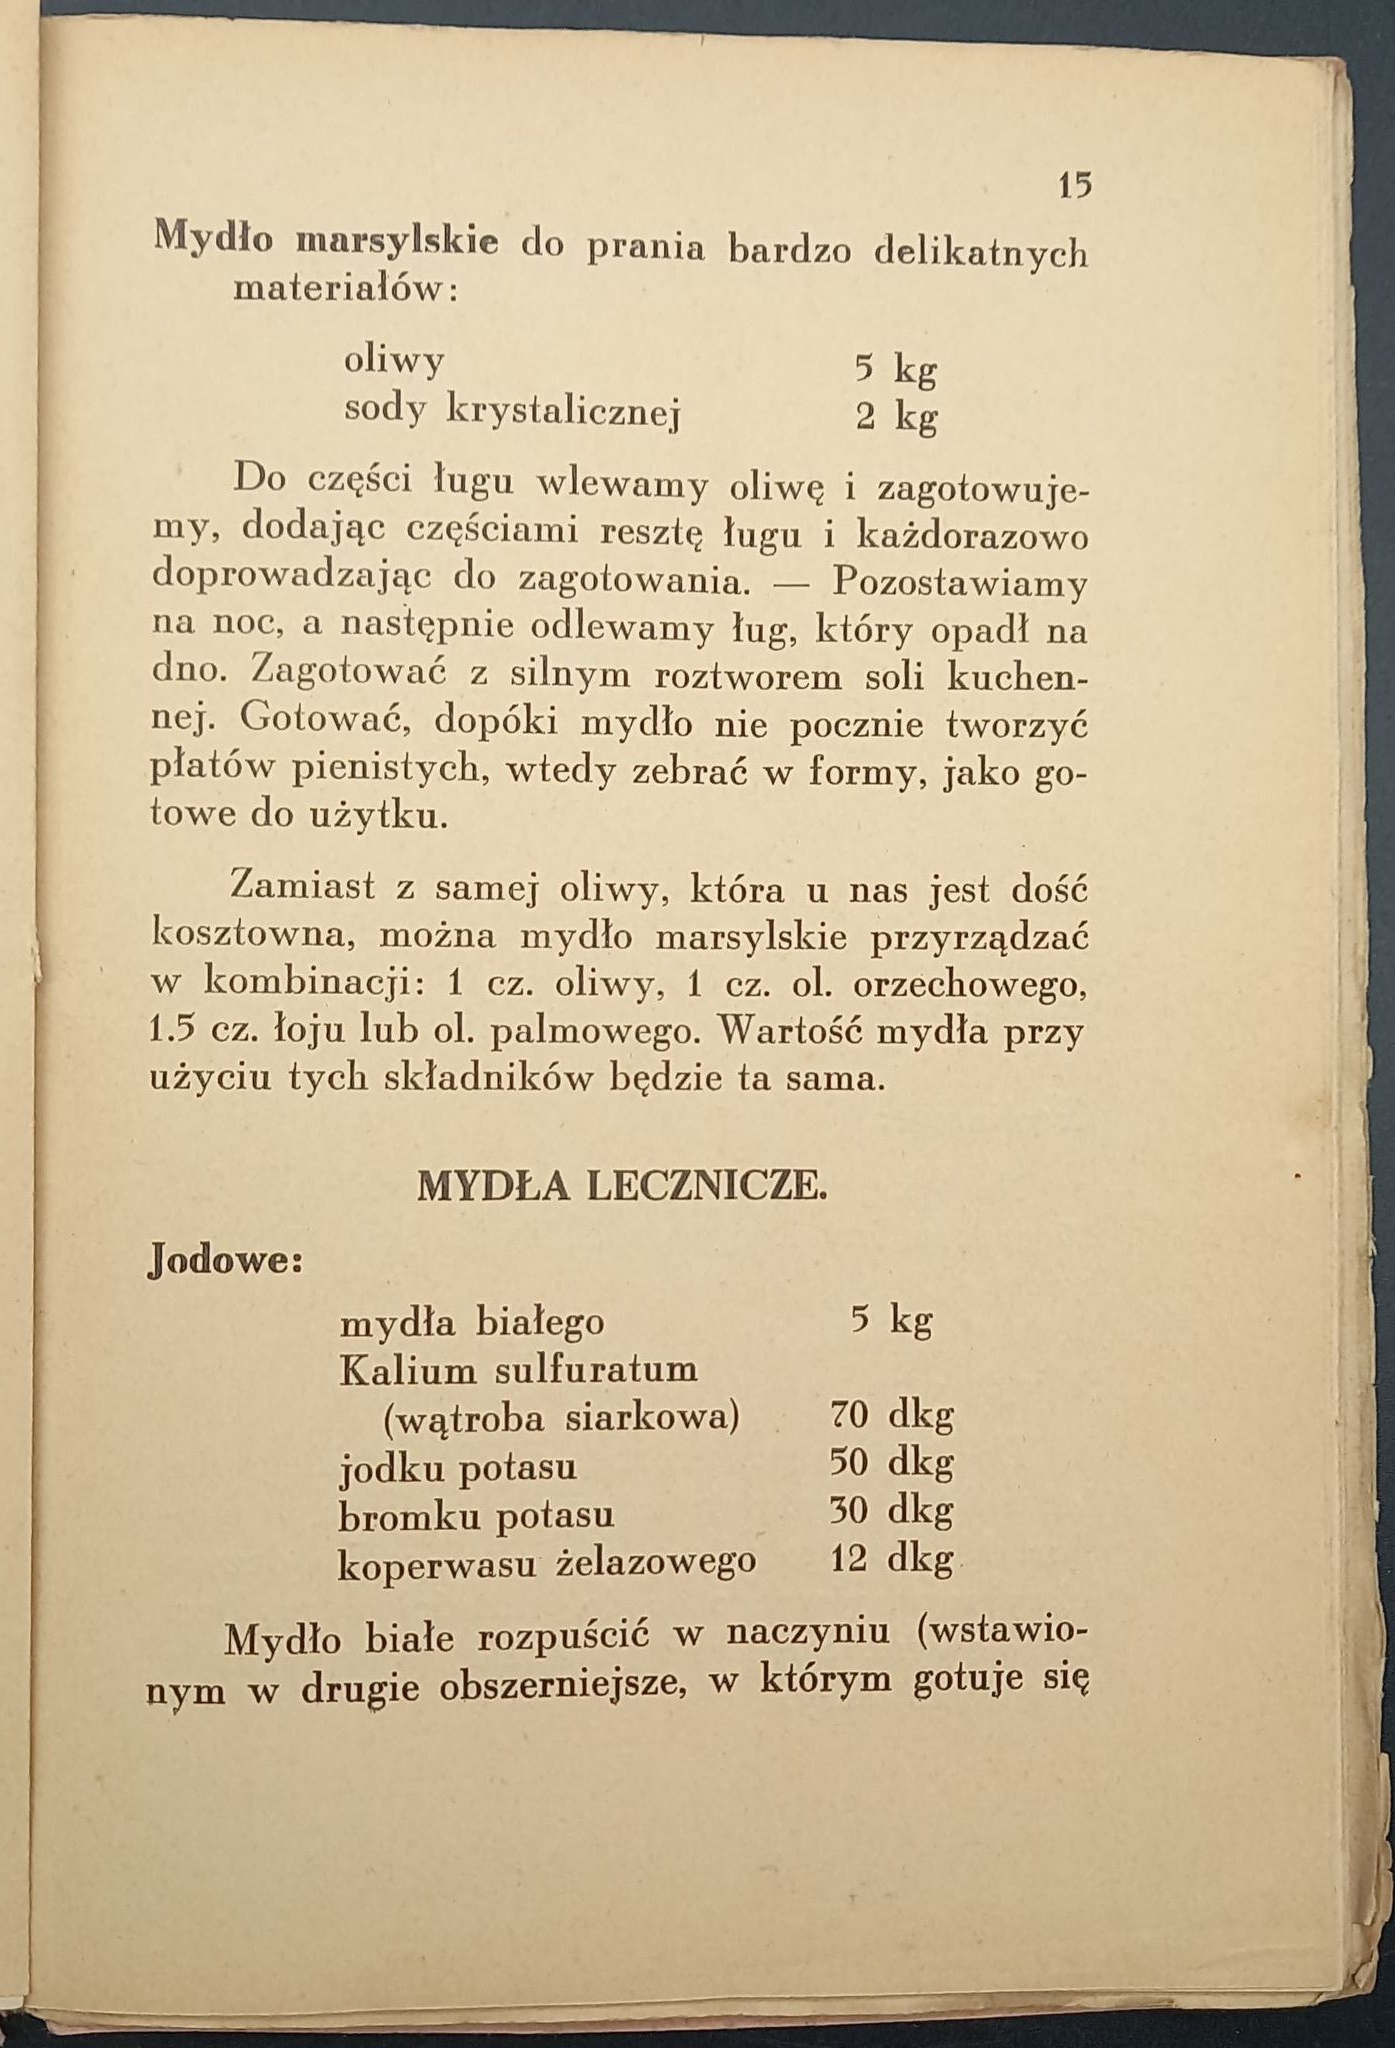 15
Mydło marsylskie do prania bardzo delikatnych
materiałów:
oliwy 5 kg
sody krystalicznej 2 kg
Do części ługu wlewamy oliwę i zagotowuje-
my, dodając częściami resztę ługu i każdorazowo
doprowadzając do zagotowania. — Pozostawiamy
na noc, a następnie odlewamy ług, który opadł na
dno. Zagotować z silnym roztworem soli kuchen-
nej. Gotować, dopóki mydło nie pocznie tworzyć
płatów pienistych, wtedy zebrać w formy, jako go-
towe do użytku.
Zamiast z samej oliwy, która u nas jest dość
kosztowna, można mydło marsylskie przyrządzać
w kombinacji: 1 cz. oliwy, 1 cz. ol. orzechowego,
1.5 cz. łoju lub ol. palmowego. Wartość mydła przy
użyciu tych składników będzie ta sama.
MYDŁA LECZNICZE.
Jodowe:
mydła białego 5 kg
Kalium sulfuratum
(wątroba siarkowa) 70 dkg
jodku potasu 50 dkg
bromku potasu 30 dkg
koperwasu żelazowego 12 dkg
Mydło białe rozpuścić w naczyniu (wstawio-
nym w drugie obszerniejsze, w którym gotuje się